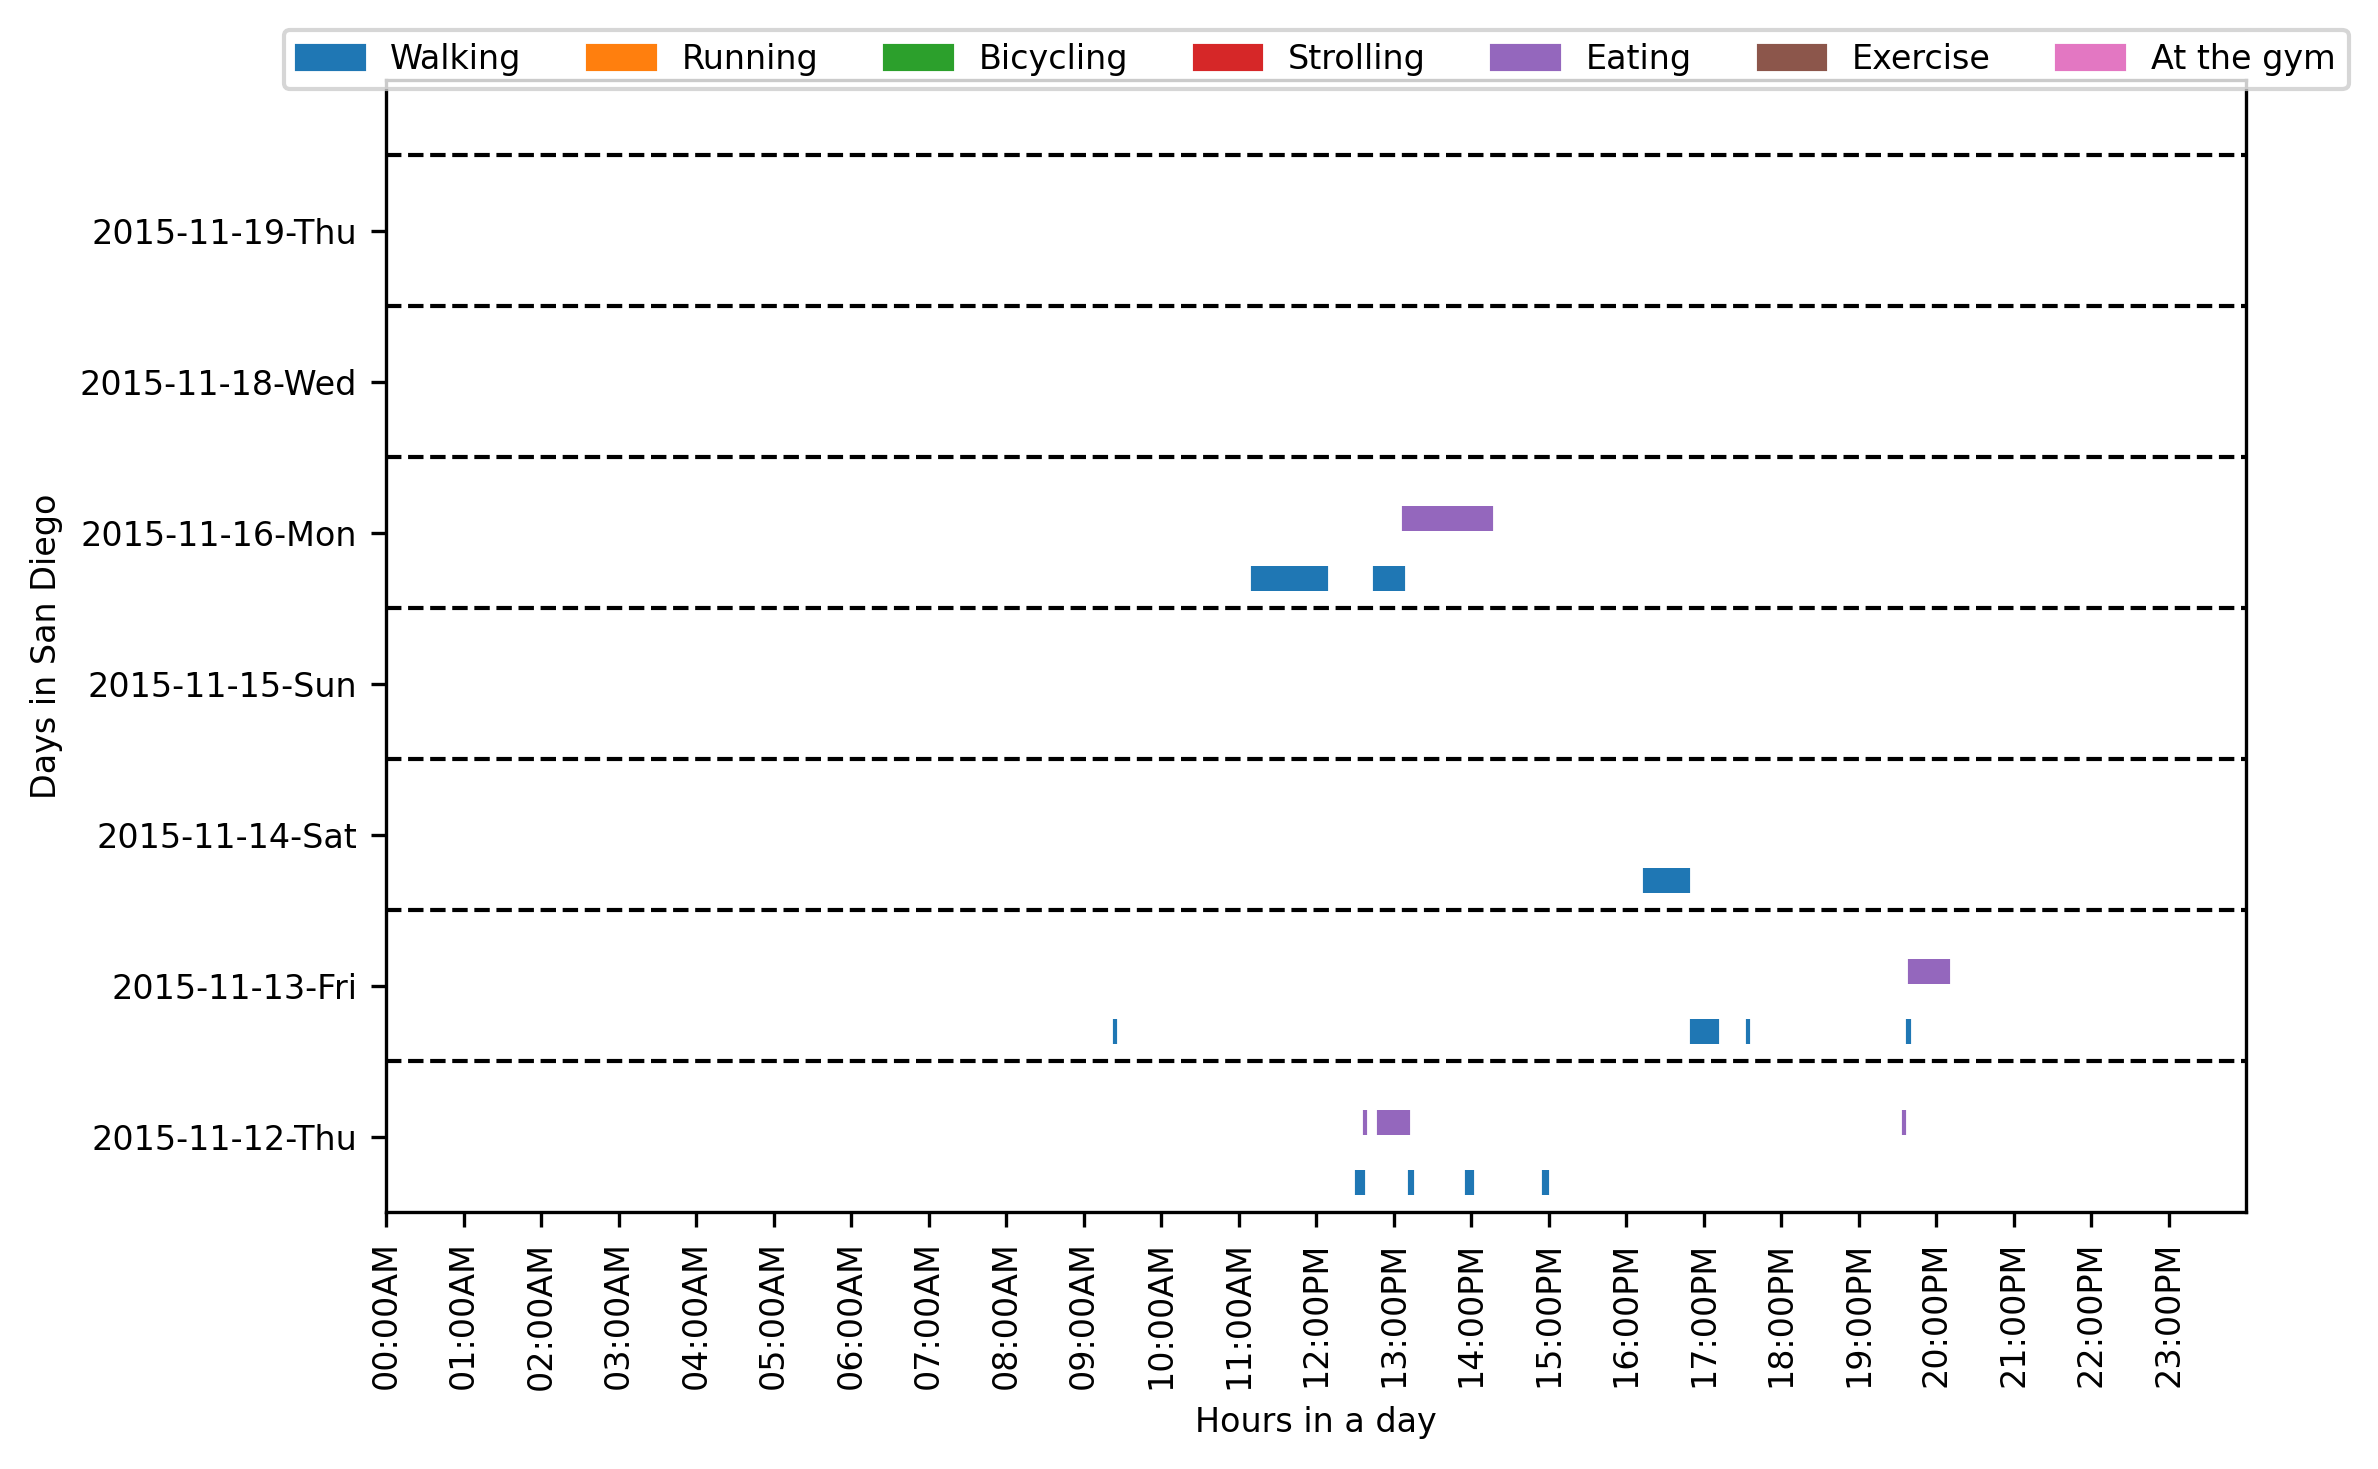 Walking Running Bicycling Strolling Eating Exercise At the gym
Days in San Diego
2015-11-19-Thu
2015-11-18-Wed
2015-11-16-Mon
2015-11-15-Sun
2015-11-14-Sat
2015-11-13-Fri
2015-11-12-Thu
00:00AM
01:00AM
02:00AM
03:00AM
04:00AM
05:00AM
06:00AM
07:00AM
08:00AM
09:00AM
10:00AM
11:00AM
12:00PM
13:00PM
14:00PM
15:00PM
16:00PM
17:00PM
18:00PM
19:00PM
20:00PM
21:00PM
22:00PM
23:00PM
Hours in a day